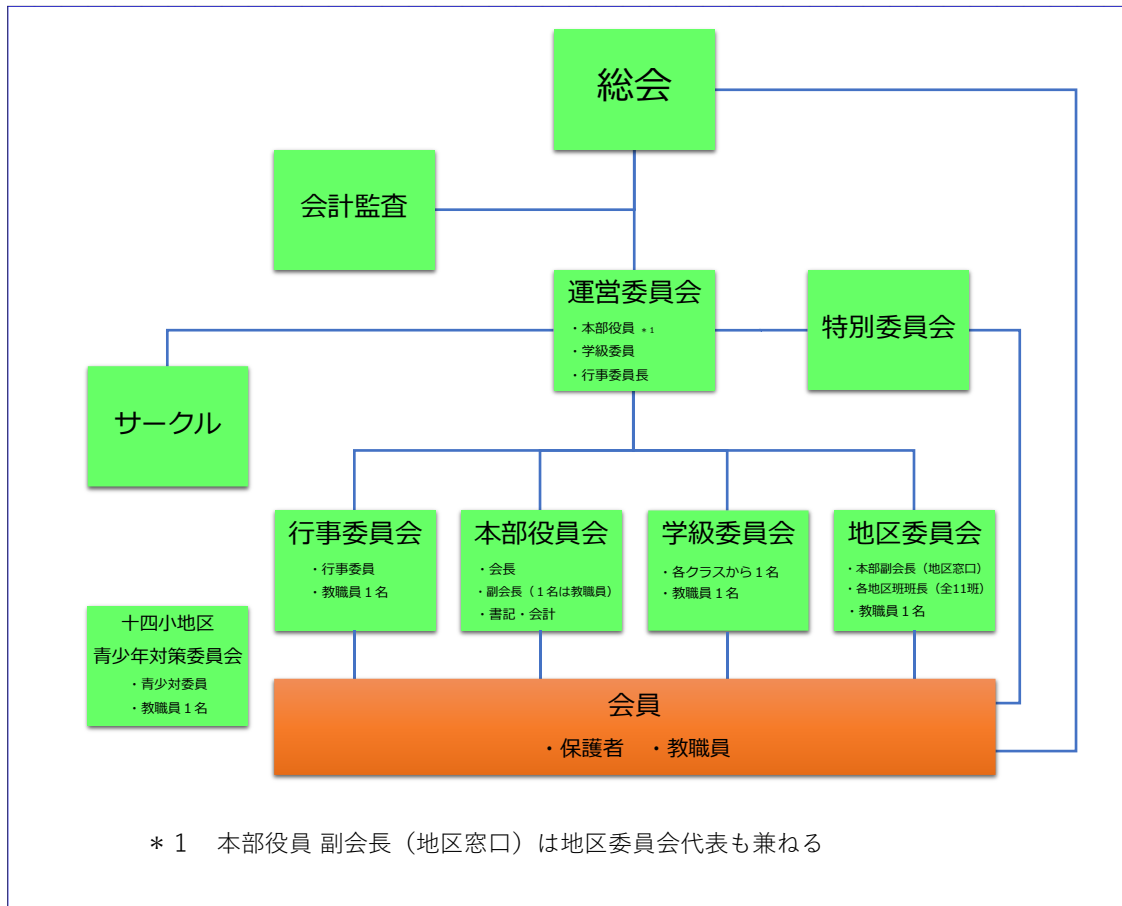 総会
会計監査
運営委員会
・本部役員 *1
・学級委員
・行事委員長
特別委員会
サークル
行事委員会
・行事委員
・教職員1名
本部役員会
・会長
・副会長(1名は教職員)
・書記・会計
学級委員会
・各クラスから1名
・教職員1名
地区委員会
・本部副会長(地区窓口)
・各地区班班長(全11班)
・教職員1名
十四小地区
青少年対策委員会
・青少対委員
・教職員1名
会員
・保護者 ・教職員
*1 本部役員 副会長(地区窓口)は地区委員会代表も兼ねる